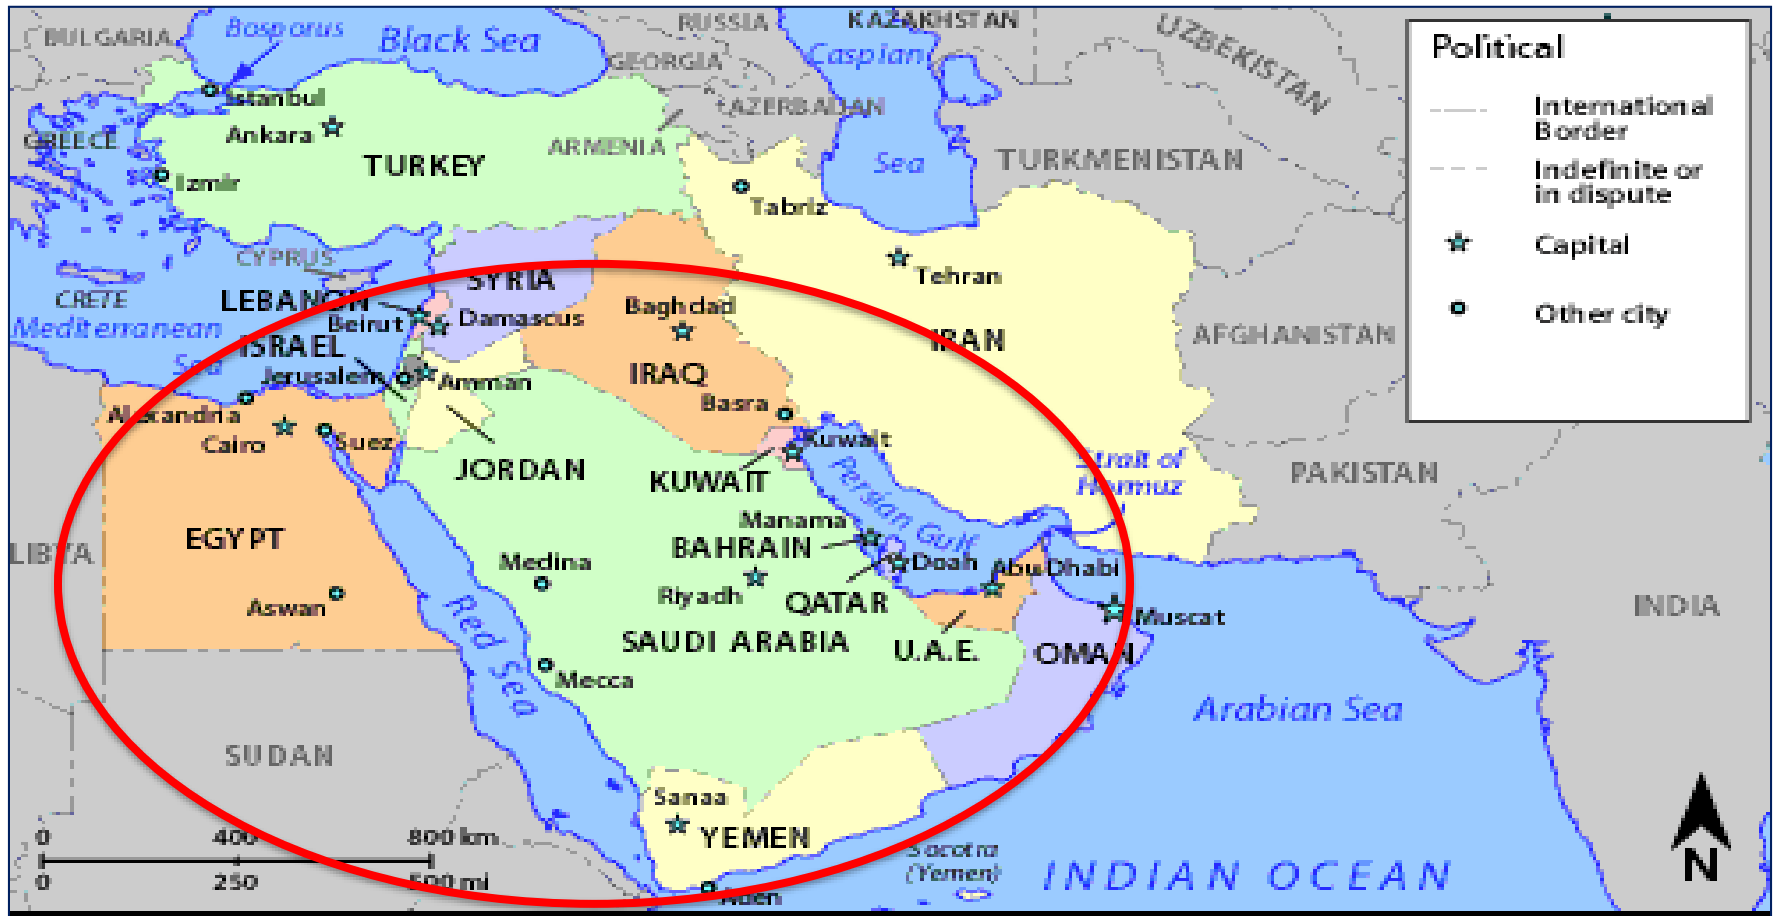 BULGARIA
Bosporus
Black Sea
RUSSIA
KAZAKHSTAN
UZBEKISTAN
Caspian
Sea
GEORGIA
AZERBAIJAN
ARMENIA
TURKMENISTAN
GREECE
Istanbul
Ankara
TURKEY
Izmir
Tabriz
Tehran
CYPRUS
CRETE
Mediterranean
Sea
SYRIA
LEBANON
Beirut
Damascus
ISRAEL
Jerusalem
Amman
Baghdad
IRAQ
Basra
IRAN
AFGHANISTAN
Alexandria
Cairo
Suez
JORDAN
Kuwait
KUWAIT
Persian Gulf
Strait of
Hormuz
PAKISTAN
LIBYA
EGYPT
Aswan
Medina
Manama
BAHRAIN
Doah
Abu Dhabi
Riyadh
QATAR
SAUDI ARABIA
U.A.E.
OMAN
Muscat
INDIA
Red Sea
Mecca
Arabian Sea
SUDAN
Sanaa
YEMEN
Aden
Socotra
(Yemen)
INDIAN OCEAN
0 400 800 km
0 250 500 mi
N
Political
International
Border
Indefinite or
in dispute
Capital
Other city